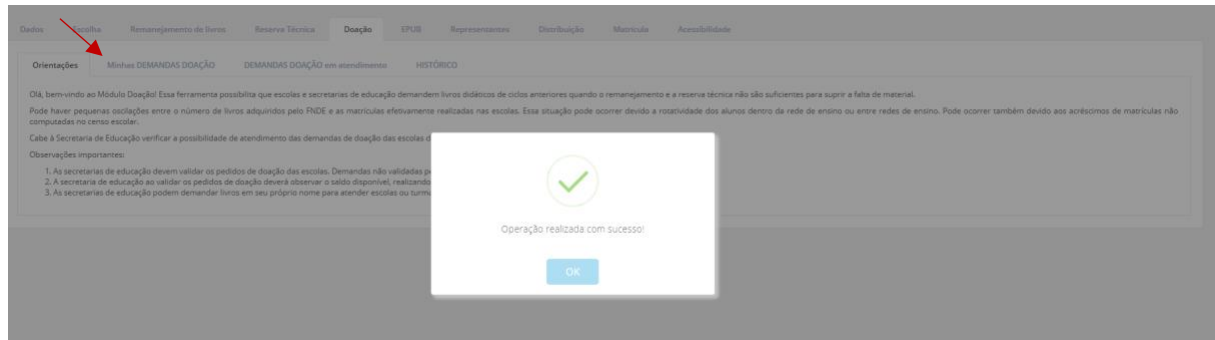 Dados Escolha Remanejamento de livros Reserva Técnica Doação EPUB Representantes Distribuição Matrícula Acessibilidade
Orientações Minhas DEMANDAS DOAÇÃO DEMANDAS DOAÇÃO em atendimento HISTÓRICO
Olá, bem-vindo ao Módulo Doação! Essa ferramenta possibilita que escolas e secretarias de educação demandem livros didáticos de ciclos anteriores quando o remanejamento e a reserva técnica não são suficientes para suprir a falta de material.
Pode haver pequenas oscilações entre o número de livros adquiridos pelo FNDE e as matrículas efetivamente realizadas nas escolas. Essa situação pode ocorrer devido a rotatividade dos alunos dentro da rede de ensino ou entre redes de ensino. Pode ocorrer também devido aos acréscimos de matrículas não
computadas no censo escolar.
Cabe à Secretaria de Educação verificar a possibilidade de atendimento das demandas de doação das escolas d
Observações importantes:
1. As secretarias de educação devem validar os pedidos de doação das escolas. Demandas não validadas p
2. A secretaria de educação ao validar os pedidos de doação deverá observar o saldo disponível, realizando
3. As secretarias de educação podem demandar livros em seu próprio nome para atender escolas ou turm
Operação realizada com sucesso!
OK